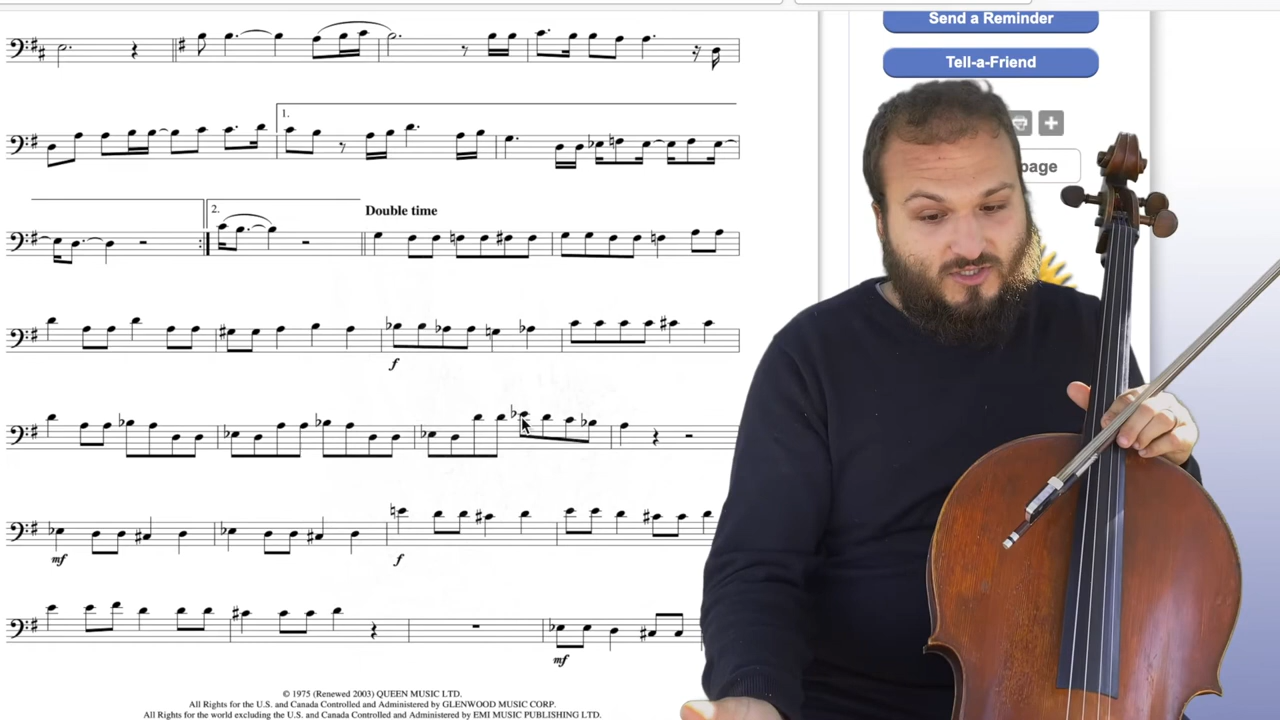 Send a Reminder
Tell-a-Friend
page
1.
2.
Double time
f
mf
f
mf
© 1975 (Renewed 2003) QUEEN MUSIC LTD.
All Rights for the U.S. and Canada Controlled and Administered by GLENWOOD MUSIC CORP.
All Rights for the world excluding the U.S. and Canada Controlled and Administered by EMI MUSIC PUBLISHING LTD.